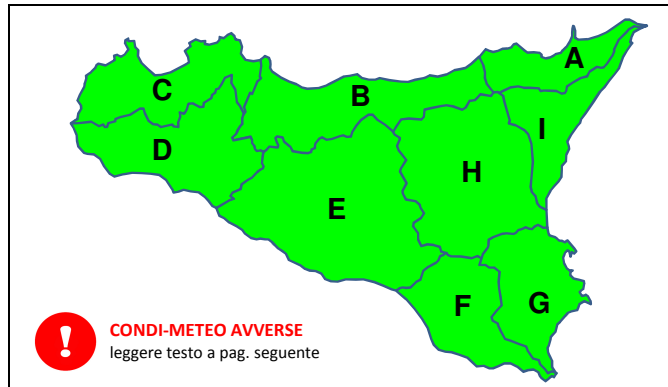 A
C
B
I
D
H
E
F
G
!
CONDI-METEO AVVERSE
leggere testo a pag. seguente